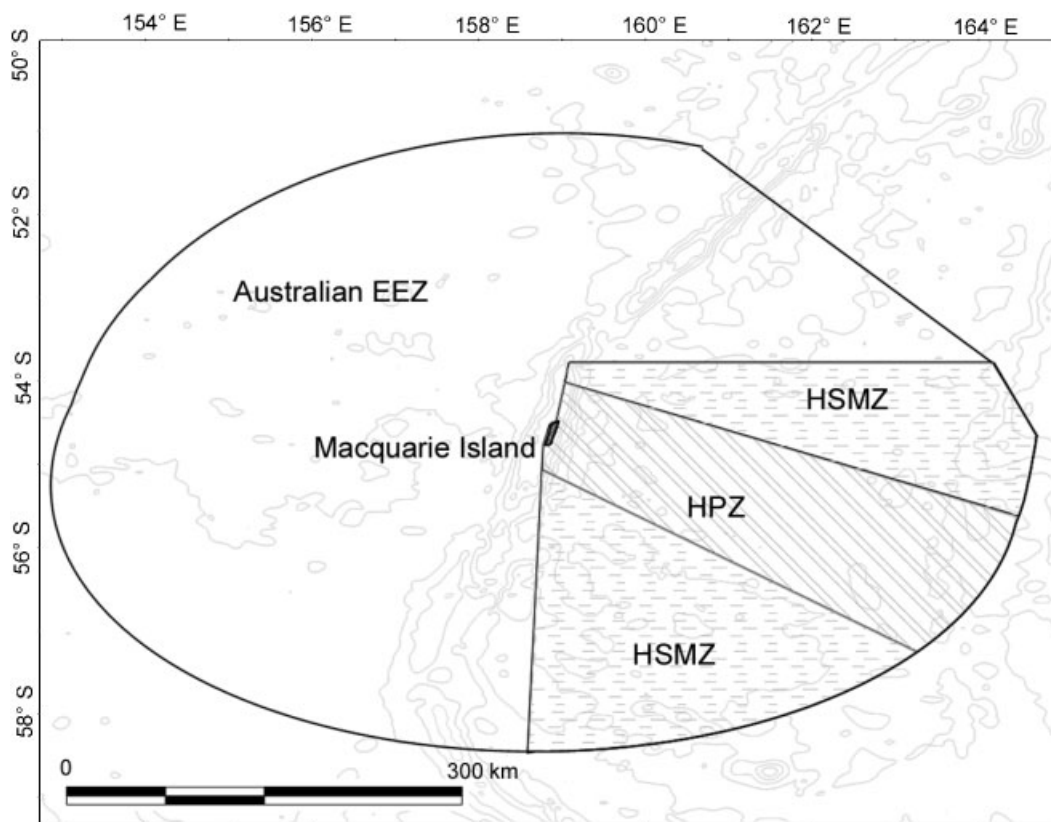 154° E
156° E
158° E
160° E
162° E
164° E
50° S
52° S
54° S
56° S
58° S
Australian EEZ
HSMZ
Macquarie Island
HPZ
HSMZ
0
300 km